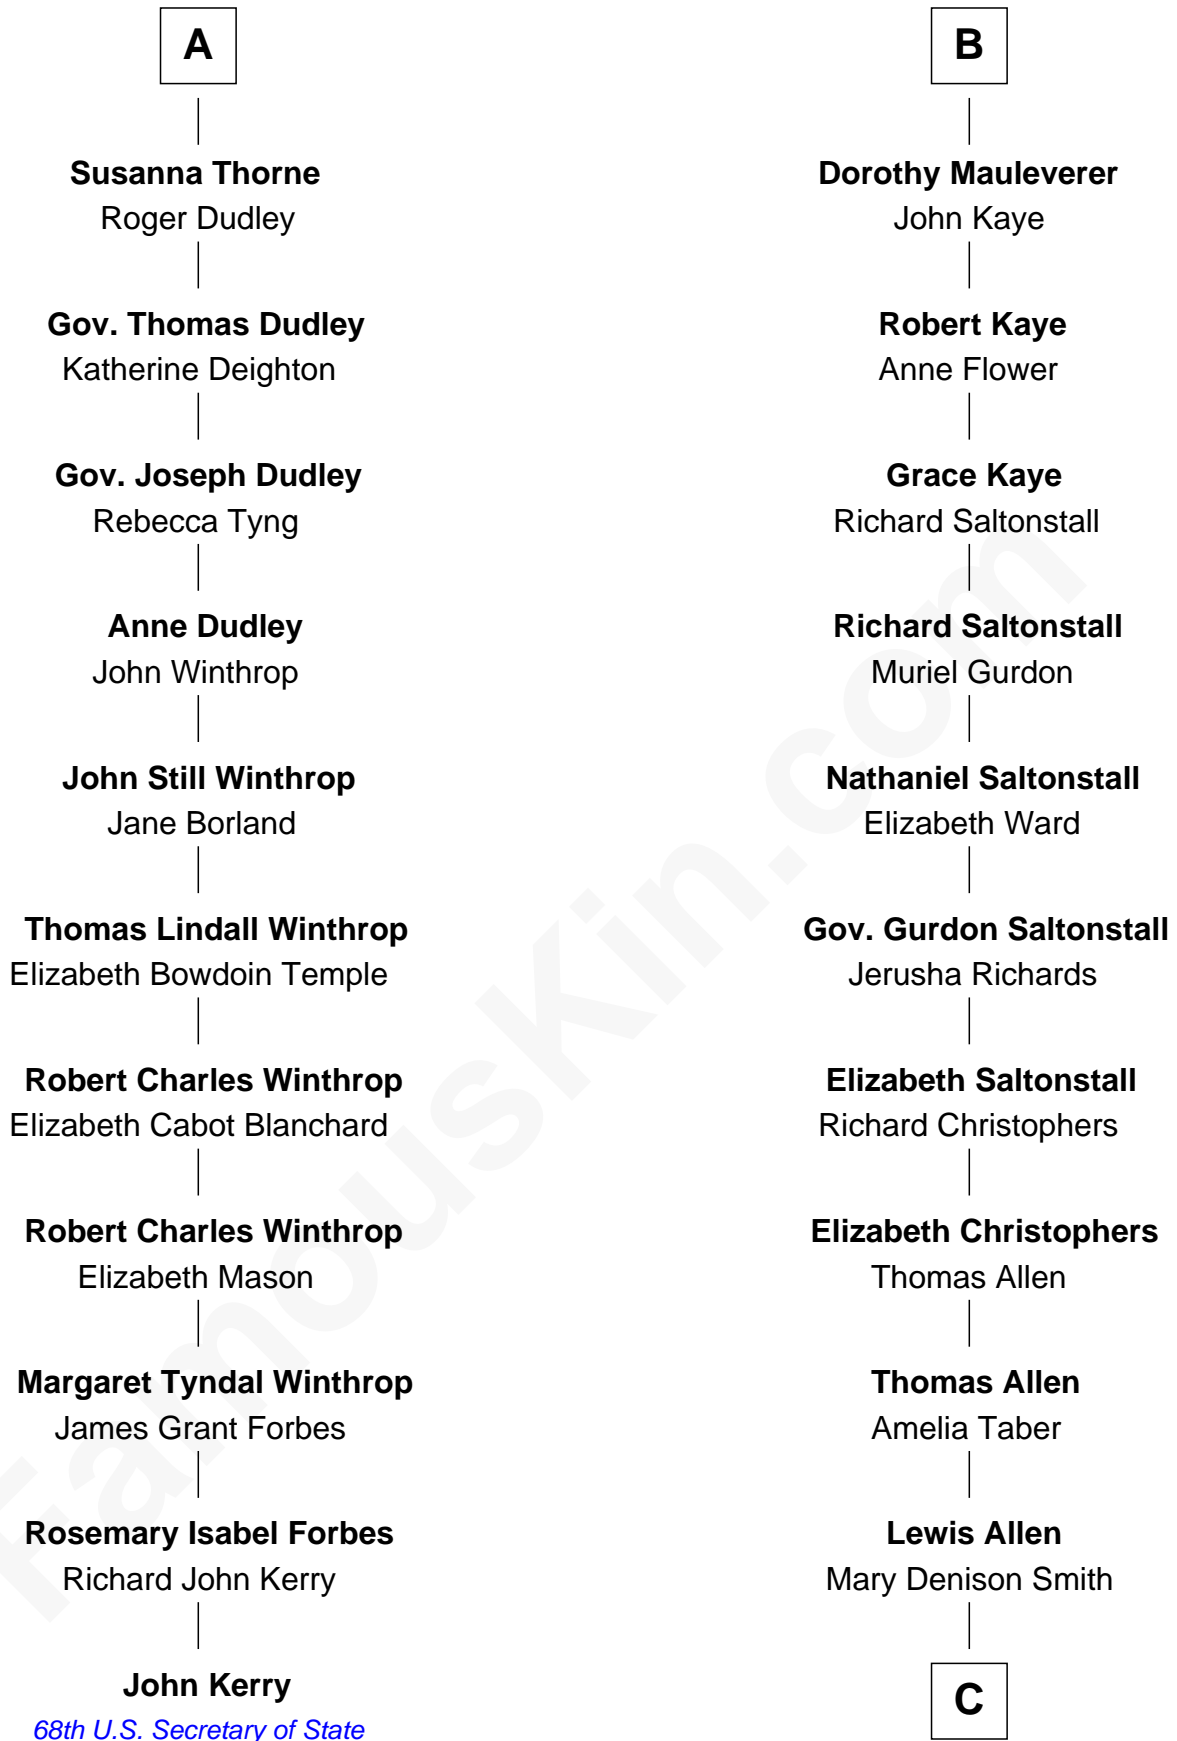 A
Susanna Thorne
Roger Dudley
Gov. Thomas Dudley
Katherine Deighton
Gov. Joseph Dudley
Rebecca Tyng
Anne Dudley
John Winthrop
John Still Winthrop
Jane Borland
Thomas Lindall Winthrop
Elizabeth Bowdoin Temple
Robert Charles Winthrop
Elizabeth Cabot Blanchard
Robert Charles Winthrop
Elizabeth Mason
Margaret Tyndal Winthrop
James Grant Forbes
Rosemary Isabel Forbes
Richard John Kerry
John Kerry
68th U.S. Secretary of State
B
Dorothy Mauleverer
John Kaye
Robert Kaye
Anne Flower
Grace Kaye
Richard Saltonstall
Richard Saltonstall
Muriel Gurdon
Nathaniel Saltonstall
Elizabeth Ward
Gov. Gurdon Saltonstall
Jerusha Richards
Elizabeth Saltonstall
Richard Christophers
Elizabeth Christophers
Thomas Allen
Thomas Allen
Amelia Taber
Lewis Allen
Mary Denison Smith
C
FamousKin.com